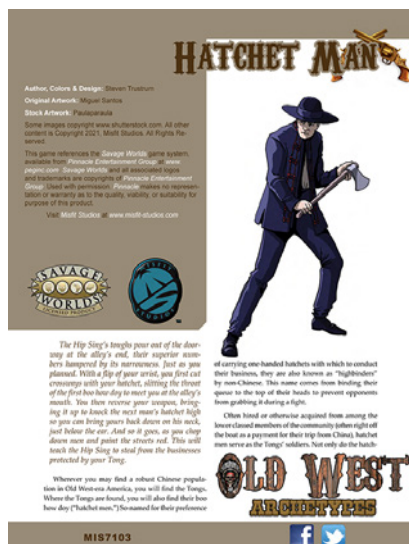 HATCHET MAN
Author, Colors & Design: Steven Trustrum
Original Artwork: Miguel Santos
Stock Artwork: Paulaparaula
Some images copyright www.shutterstock.com. All other
content is Copyright 2021, Misfit Studios. All Rights Re-
served.
This game references the Savage Worlds game system,
available from Pinnacle Entertainment Group at www.
peginc.com. Savage Worlds and all associated logos
and trademarks are copyrights of Pinnacle Entertainment
Group. Used with permission. Pinnacle makes no represen-
tation or warranty as to the quality, viability, or suitability for
purpose of this product.
Visit Misfit Studios at www.misfit-studios.com
SAVAGE
WORLDS
LICENSED PRODUCT
MISFIT
STUDIOS
The Hip Sing's toughs pour out of the door-
way at the alley's end, their superior num-
bers hampered by its narrowness. Just as you
planned. With a flip of your wrist, you first cut
crossways with your hatchet, slitting the throat
of the first boo how day to meet you at the alley's
mouth. You then reverse your weapon, bring-
ing it up to knock the next man's hatchet high
so you can bring yours back down on his neck,
just below the ear. And so it goes, as you chop
down men and paint the streets red. This will
teach the Hip Sing to steal from the businesses
protected by your Tong.
Wherever you may find a robust Chinese popula-
tion in Old West-era America, you will find the Tongs.
Where the Tongs are found, you will also find their boo
how day ("hatchet men.") So-named for their preference
of carrying one-handed hatchets with which to conduct
their business, they are also known as "highbinders"
by non-Chinese. This name comes from binding their
queue to the top of their heads to prevent opponents
from grabbing it during a fight.
Often hired or otherwise acquired from among the
lower-classed members of the community (often right off
the boat as a payment for their trip from China), hatchet
men serve as the Tongs' soldiers. Not only do the hatch-
OLD WEST
ARCHETYPES
MIS7103